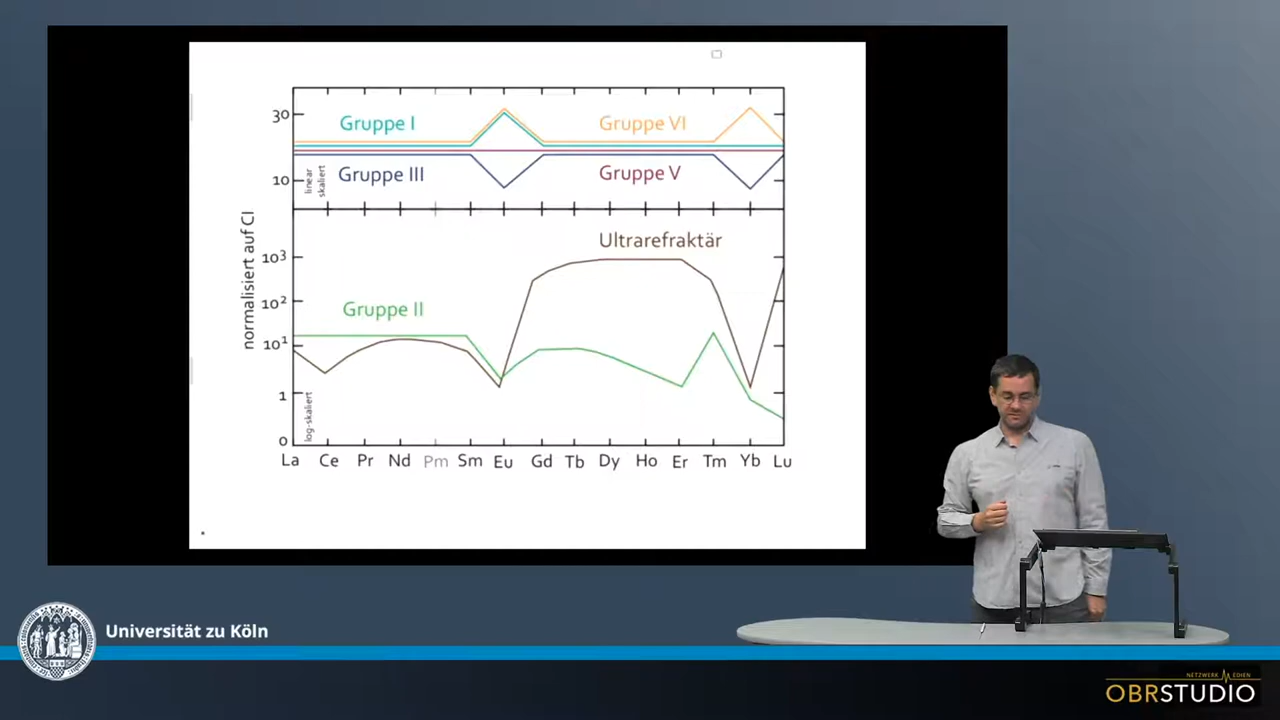 30
Gruppe I
Gruppe VI
10
linear
skaliert
Gruppe III
Gruppe V
normalisiert auf CI
Ultrarefraktär
10³
10²
Gruppe II
10¹
1
log-skaliert
0
La Ce Pr Nd Pm Sm Eu Gd Tb Dy Ho Er Tm Yb Lu
Universität zu Köln
NETZWERK MEDIEN
OBRSTUDIO